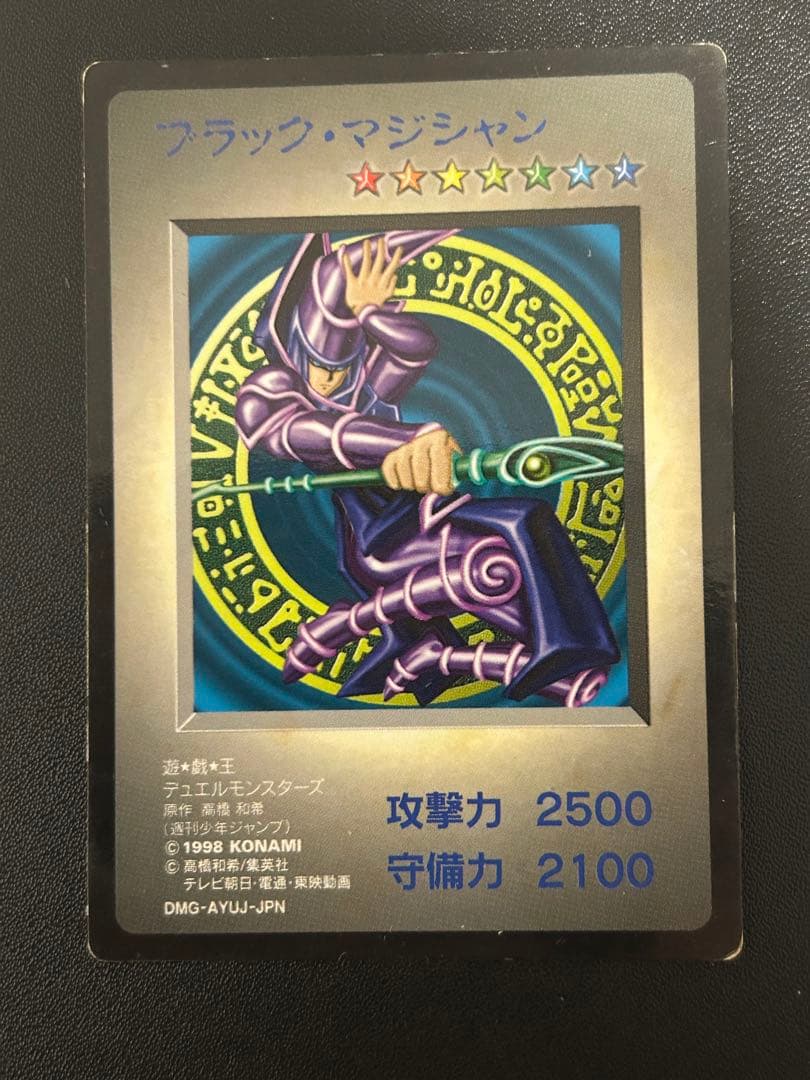 ブラック・マジシャン
遊★戯★王
デュエルモンスターズ
原作 高橋 和希
(週刊少年ジャンプ)
© 1998 KONAMI
© 高橋和希/集英社
テレビ朝日・電通・東映動画
DMG-AYUJ-JPN
攻撃力 2500
守備力 2100